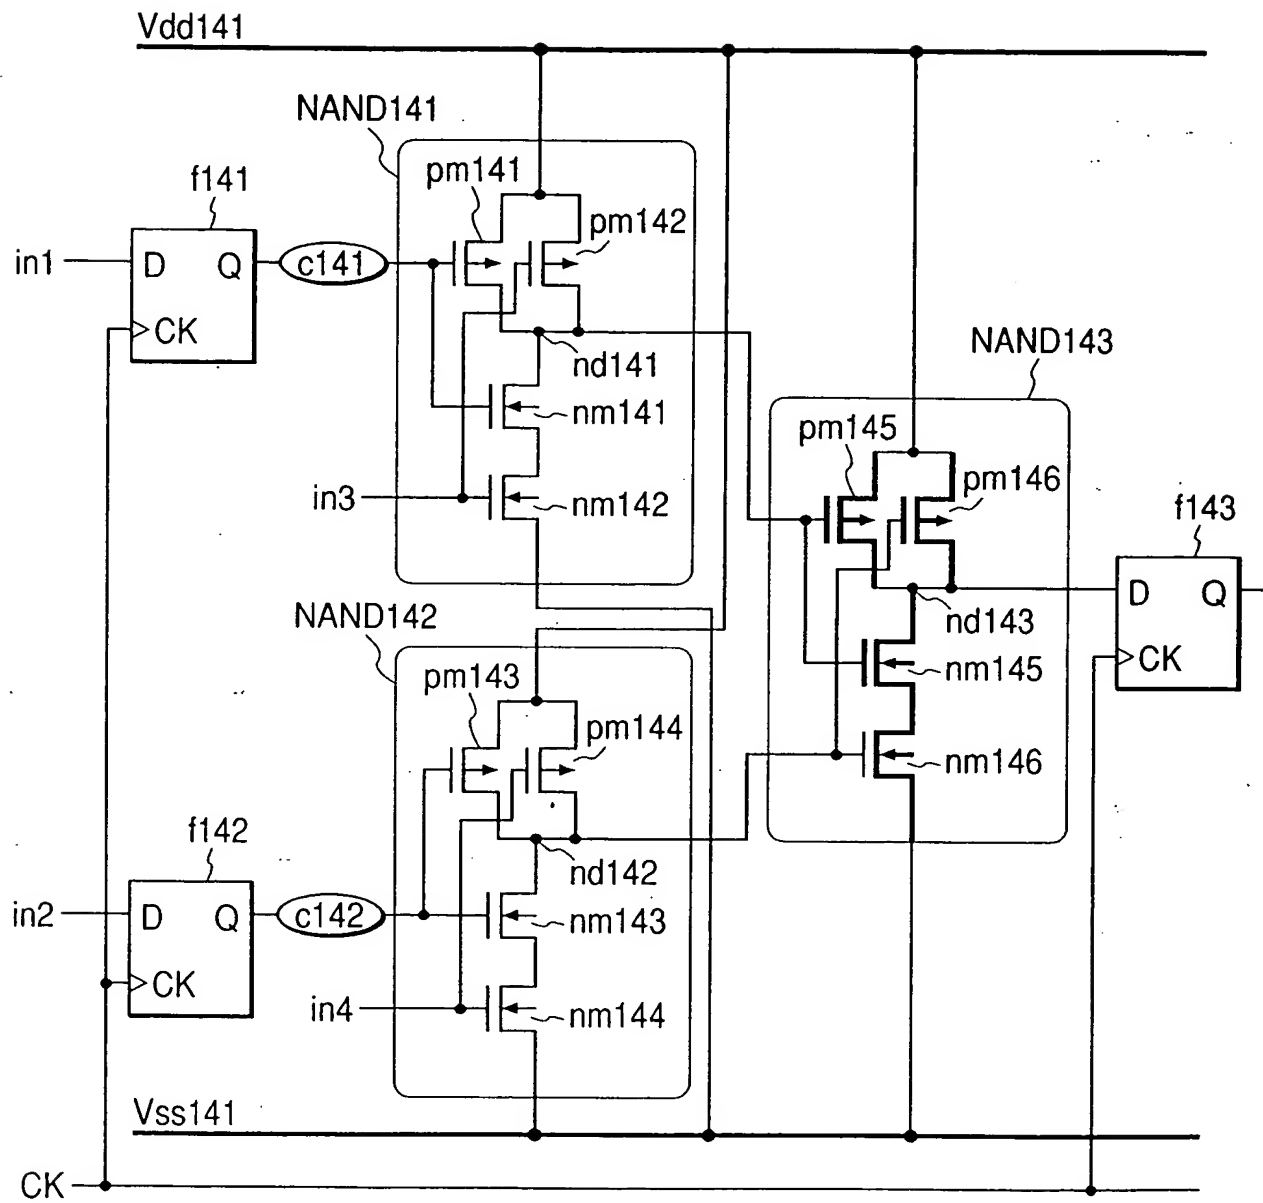 Vdd141
NAND141
pm141
f141
pm142
in1
D
Q
c141
CK
nd141
NAND143
nm141
pm145
in3
nm142
pm146
f143
NAND142
D
Q
nd143
pm143
nm145
CK
pm144
nm146
f142
nd142
in2
D
Q
c142
nm143
CK
in4
nm144
Vss141
CK